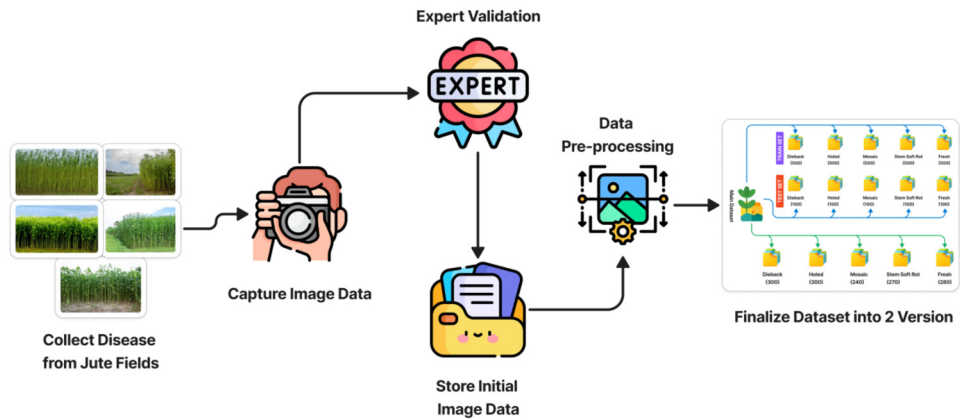 Expert Validation
EXPERT
Data
Pre-processing
Capture Image Data
Collect Disease
from Jute Fields
Store Initial
Image Data
Main Dataset
TRAIN SET
Dieback
(500)
Holed
(500)
Mosaic
(500)
Stem Soft Rot
(500)
Fresh
(500)
TEST SET
Dieback
(100)
Holed
(100)
Mosaic
(100)
Stem Soft Rot
(100)
Fresh
(100)
Dieback
(300)
Holed
(300)
Mosaic
(240)
Stem Soft Rot
(270)
Fresh
(280)
Finalize Dataset into 2 Version